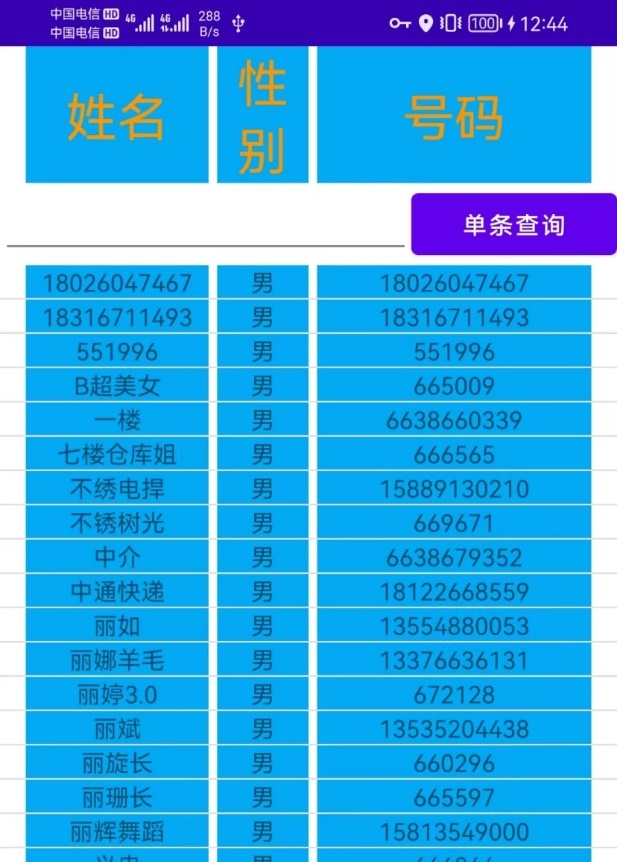 中国电信 HD 4G 4G 288 100 12:44
中国电信 HD B/s
姓名 性别 号码
单条查询
18026047467 男 18026047467
18316711493 男 18316711493
551996 男 551996
B超美女 男 665009
一楼 男 6638660339
七楼仓库姐 男 666565
不绣电捍 男 15889130210
不锈树光 男 669671
中介 男 6638679352
中通快递 男 18122668559
丽如 男 13554880053
丽娜羊毛 男 13376636131
丽婷3.0 男 672128
丽斌 男 13535204438
丽旋长 男 660296
丽珊长 男 665597
丽辉舞蹈 男 15813549000